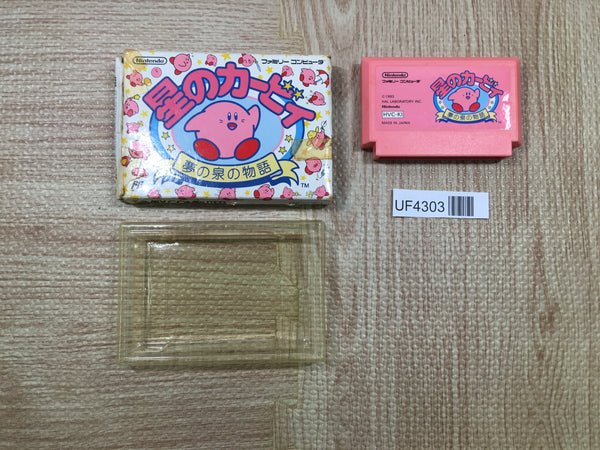 Nintendo
ファミリー コンピュータ
星のカービィ
夢の泉の物語
TM
Nintendo
ファミリー コンピュータ
星のカービィ
夢の泉の物語
© 1993
HAL LABORATORY INC.
Nintendo
HVC-KI
MADE IN JAPAN
UF4303